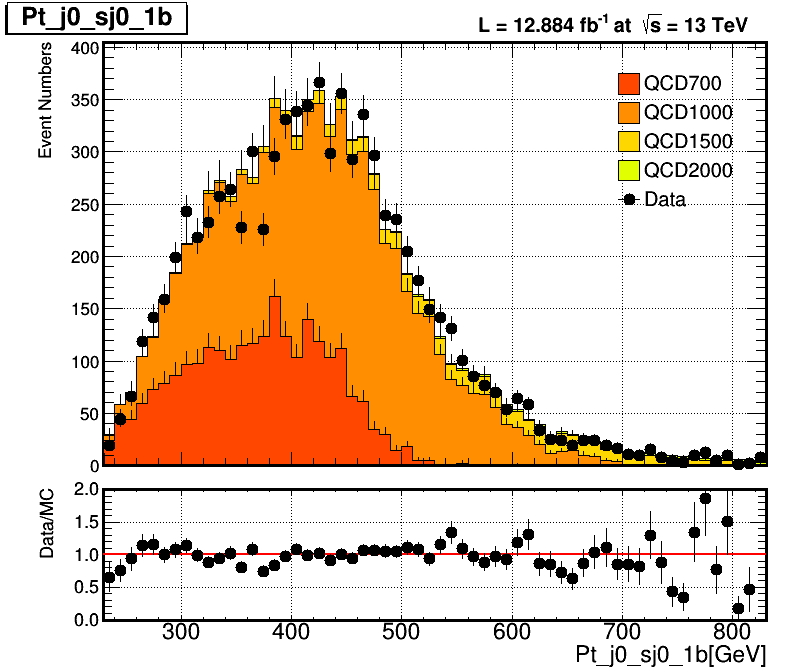 Pt_j0_sj0_1b
L = 12.884 fb⁻¹ at √s = 13 TeV
Event Numbers
400
350
300
250
200
150
100
50
0
QCD700
QCD1000
QCD1500
QCD2000
Data
Data/MC
2.0
1.5
1.0
0.5
0.0
300 400 500 600 700 800
Pt_j0_sj0_1b[GeV]